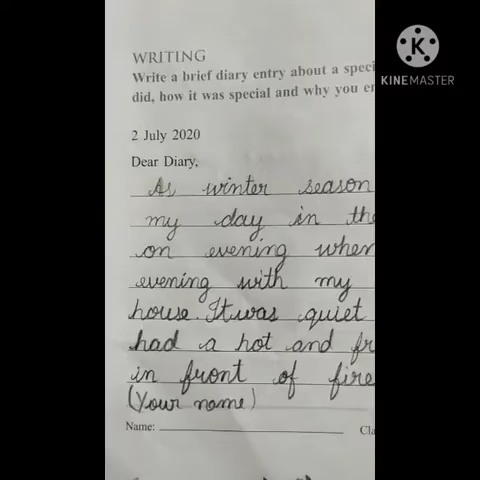 KINEMASTER
WRITING
Write a brief diary entry about a speci
did, how it was special and why you en
2 July 2020
Dear Diary,
As winter season
my day in the
on evening when
evening with my
house. It was quiet
had a hot and fr
in front of fire
(Your name)
Name:
Cla